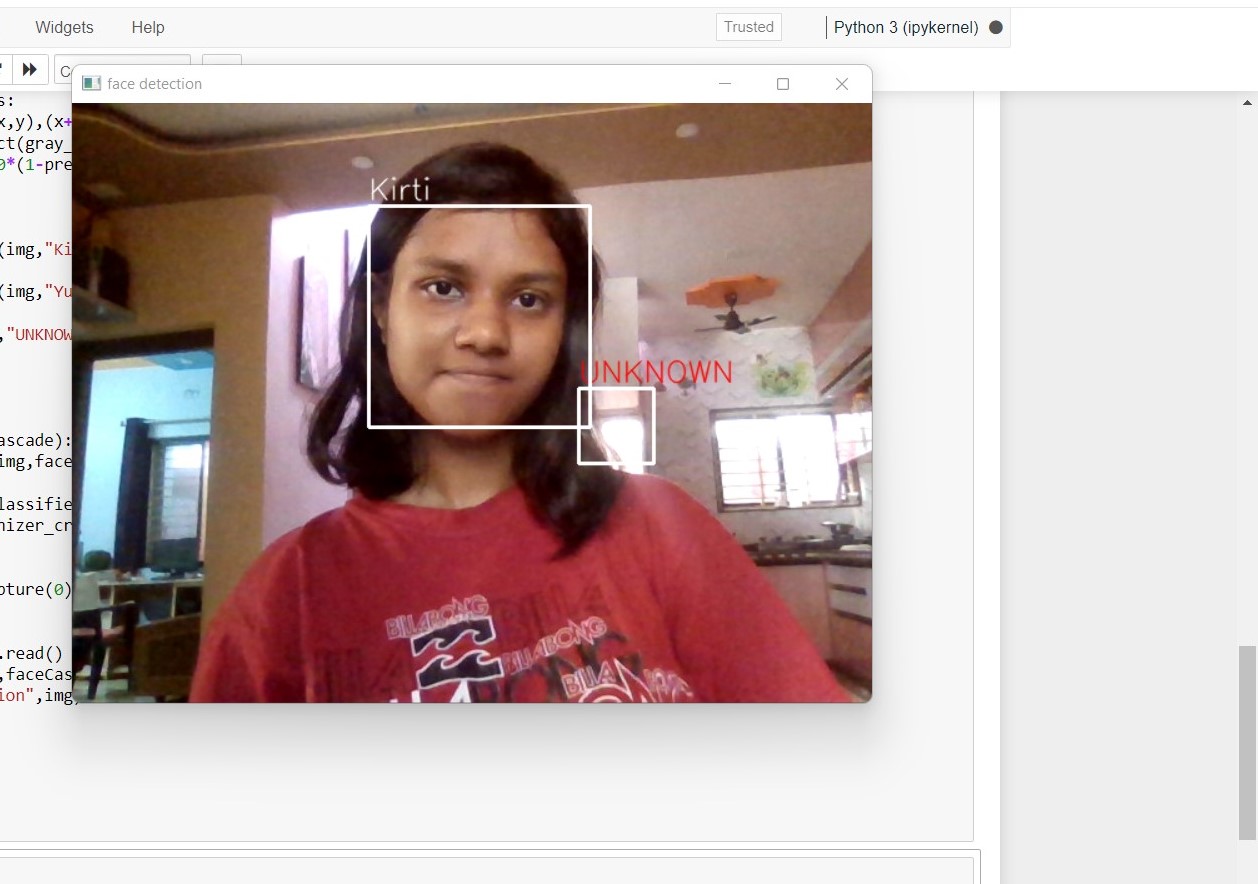 Widgets Help Trusted Python 3 (ipykernel)
face detection
s:
x,y),(x+
ct(gray_
0*(1-pre
Kirti
(img,"Ki
(img,"Yu
,"UNKNOW
UNKNOWN
ascade):
img,face
lassifie
nizer_cr
pture(0)
BILLABONG
BILLABONG
.read()
,faceCas
BILLA
ion",img